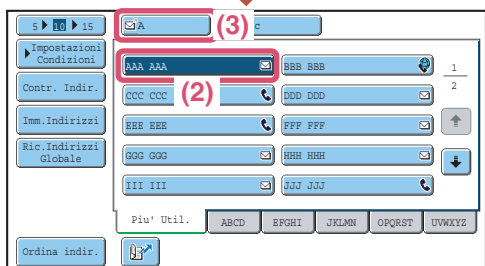 5 10 15
A
(3)
c
Impostazioni
Condizioni
AAA AAA
BBB BBB
1
2
Contr. Indir.
CCC CCC
(2)
DDD DDD
Imm.Indirizzi
EEE EEE
FFF FFF
Ric.Indirizzi
Globale
GGG GGG
HHH HHH
III III
JJJ JJJ
Piu' Util.
ABCD
EFGHI
JKLMN
OPQRST
UVWXYZ
Ordina indir.